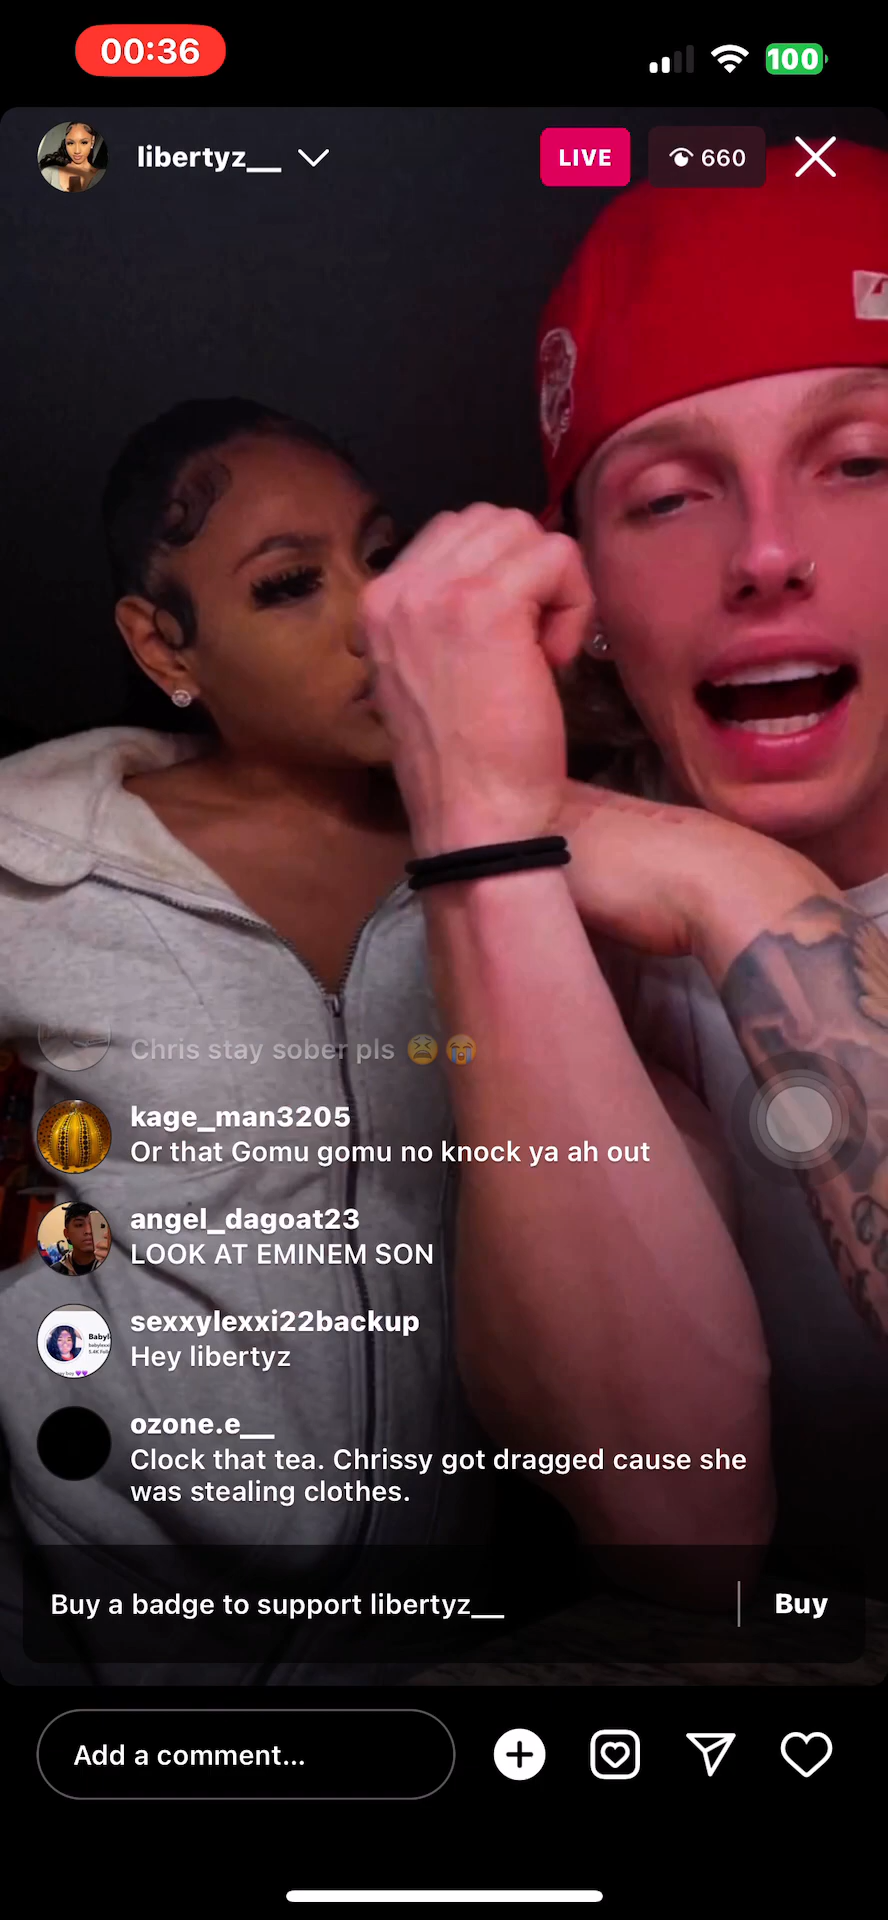 00:36
100
libertyz__
LIVE
660
Chris stay sober pls 😫😭
kage_man3205
Or that Gomu gomu no knock ya ah out
angel_dagoat23
LOOK AT EMINEM SON
sexxylexxi22backup
Hey libertyz
ozone.e__
Clock that tea. Chrissy got dragged cause she
was stealing clothes.
Buy a badge to support libertyz__
Buy
Add a comment...